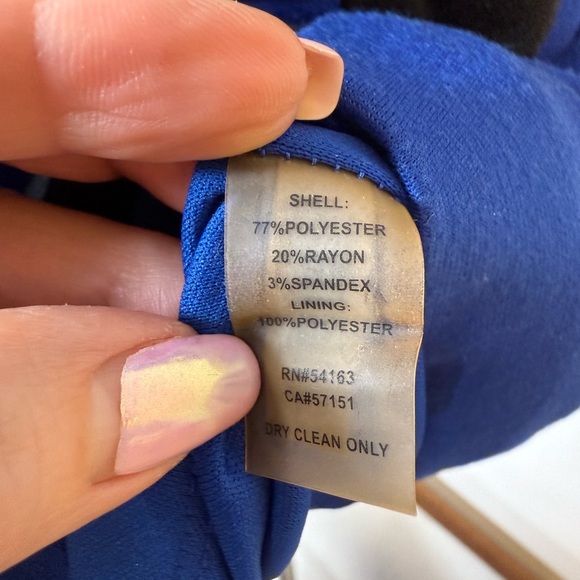 SHELL:
77%POLYESTER
20%RAYON
3%SPANDEX
LINING:
100%POLYESTER
RN#54163
CA#57151
DRY CLEAN ONLY